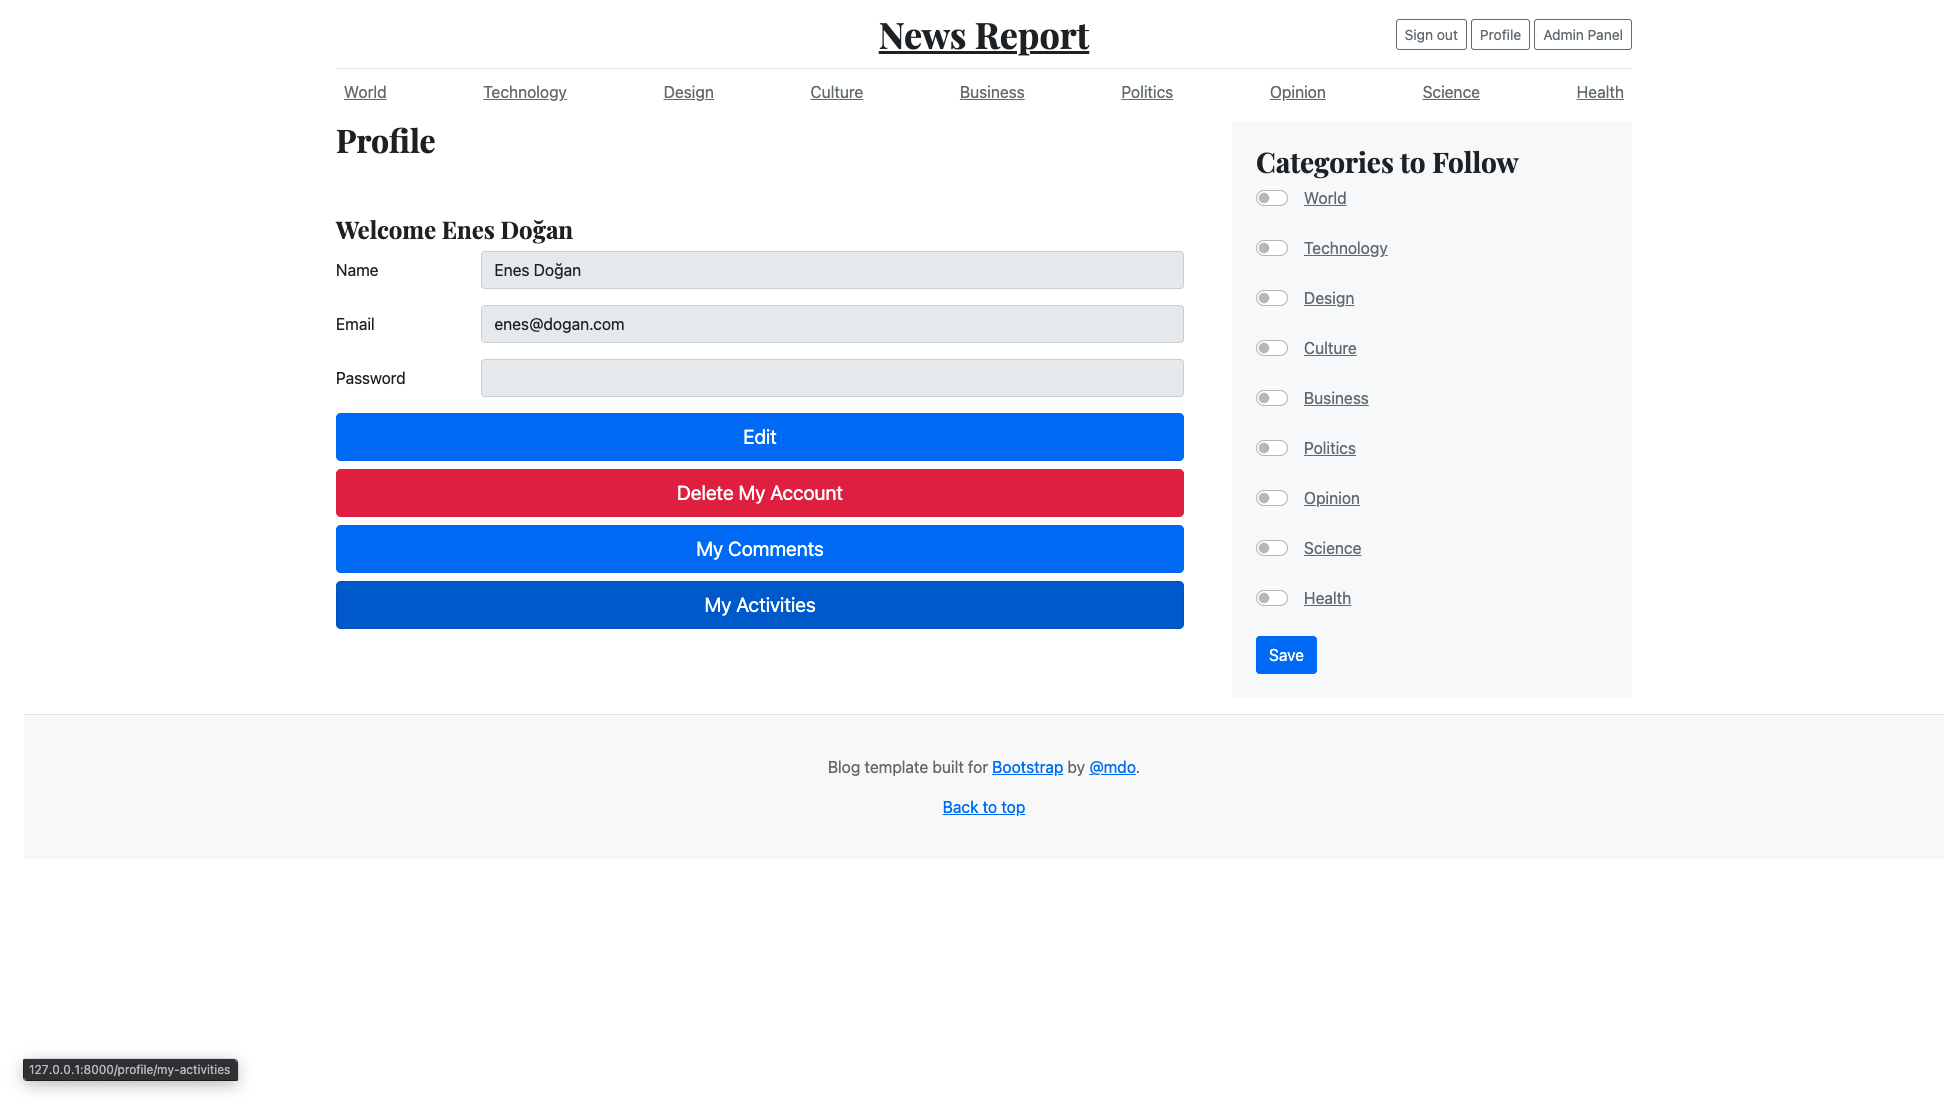 News Report
Sign out Profile Admin Panel
World Technology Design Culture Business Politics Opinion Science Health
Profile
Welcome Enes Doğan
Name Enes Doğan
Email enes@dogan.com
Password
Edit
Delete My Account
My Comments
My Activities
Categories to Follow
World
Technology
Design
Culture
Business
Politics
Opinion
Science
Health
Save
Blog template built for Bootstrap by @mdo.
Back to top
127.0.0.1:8000/profile/my-activities